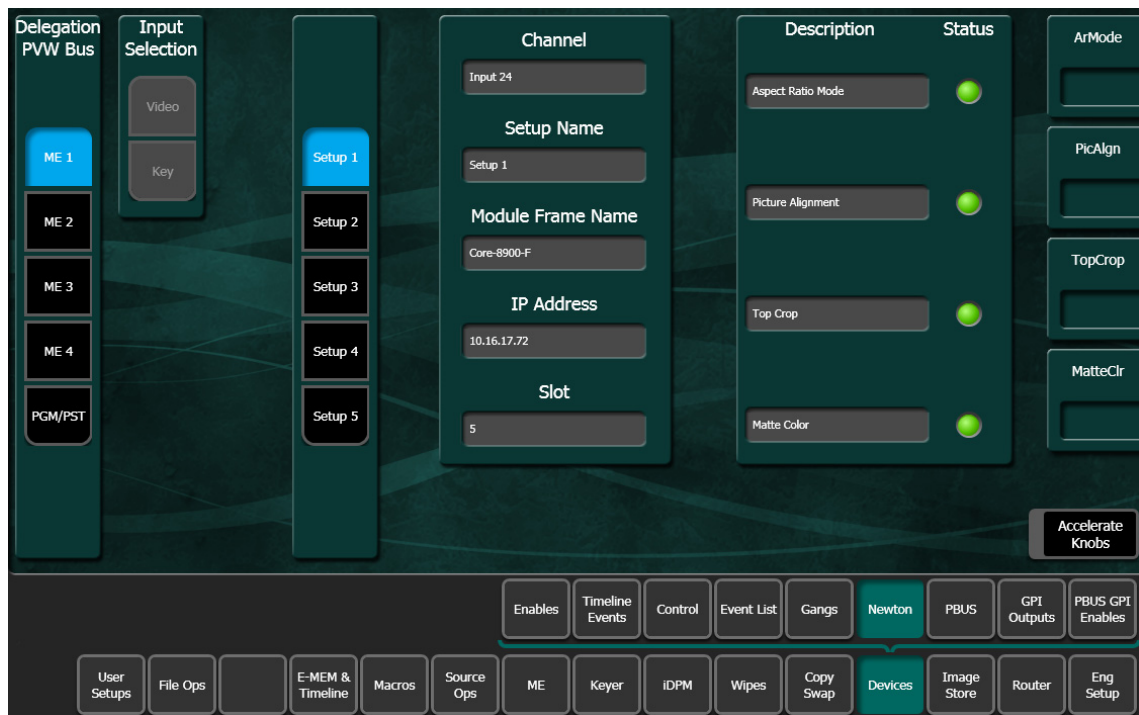 Delegation
PVW Bus
ME 1
ME 2
ME 3
ME 4
PGM/PST
Input
Selection
Video
Key
Setup 1
Setup 2
Setup 3
Setup 4
Setup 5
Channel
Input 24
Setup Name
Setup 1
Module Frame Name
Core-8900-F
IP Address
10.16.17.72
Slot
5
Description
Status
Aspect Ratio Mode
Picture Alignment
Top Crop
Matte Color
ArMode
PicAlgn
TopCrop
MatteClr
Accelerate
Knobs
Enables
Timeline
Events
Control
Event List
Gangs
Newton
PBUS
GPI
Outputs
PBUS GPI
Enables
User
Setups
File Ops
E-MEM &
Timeline
Macros
Source
Ops
ME
Keyer
iDPM
Wipes
Copy
Swap
Devices
Image
Store
Router
Eng
Setup